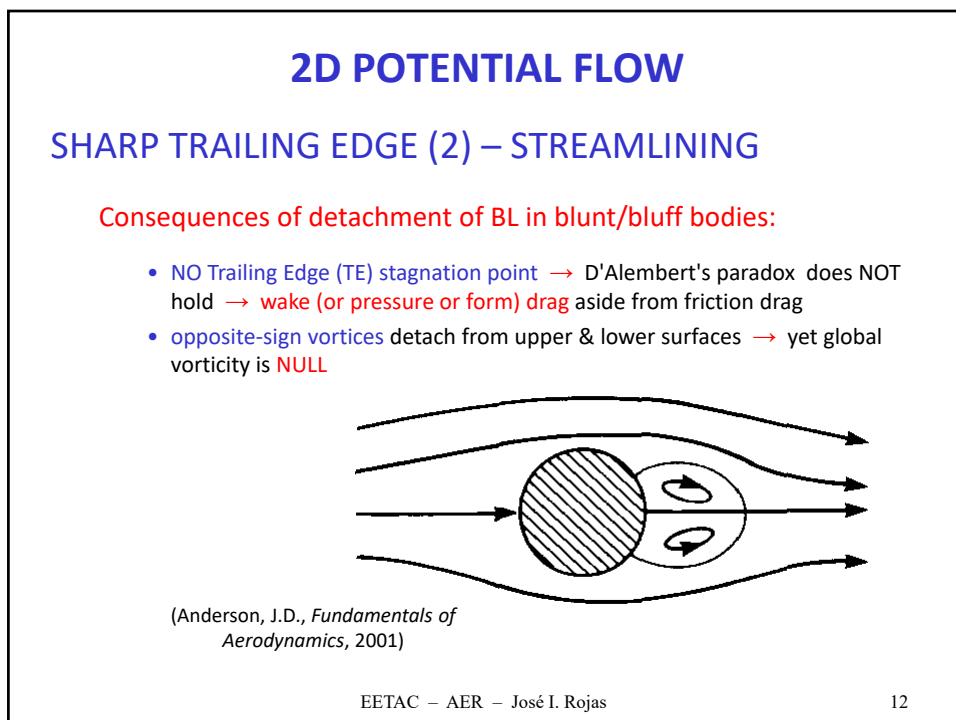 2D POTENTIAL FLOW
SHARP TRAILING EDGE (2) – STREAMLINING
Consequences of detachment of BL in blunt/bluff bodies:
• NO Trailing Edge (TE) stagnation point → D'Alembert's paradox does NOT
hold → wake (or pressure or form) drag aside from friction drag
• opposite-sign vortices detach from upper & lower surfaces → yet global
vorticity is NULL
(Anderson, J.D., Fundamentals of
Aerodynamics, 2001)
EETAC – AER – José I. Rojas
12